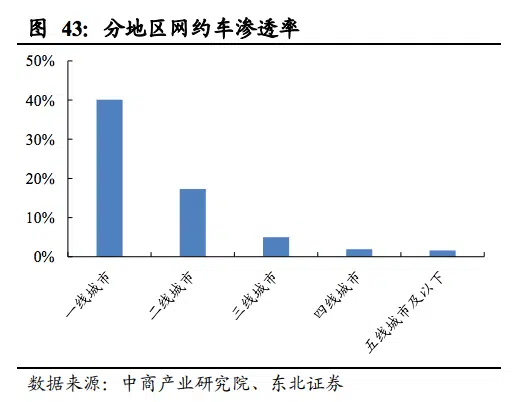 图 43：分地区网约车渗透率
50%
40%
30%
20%
10%
0%
一线城市
二线城市
三线城市
四线城市
五线城市及以下
数据来源：中商产业研究院、东北证券